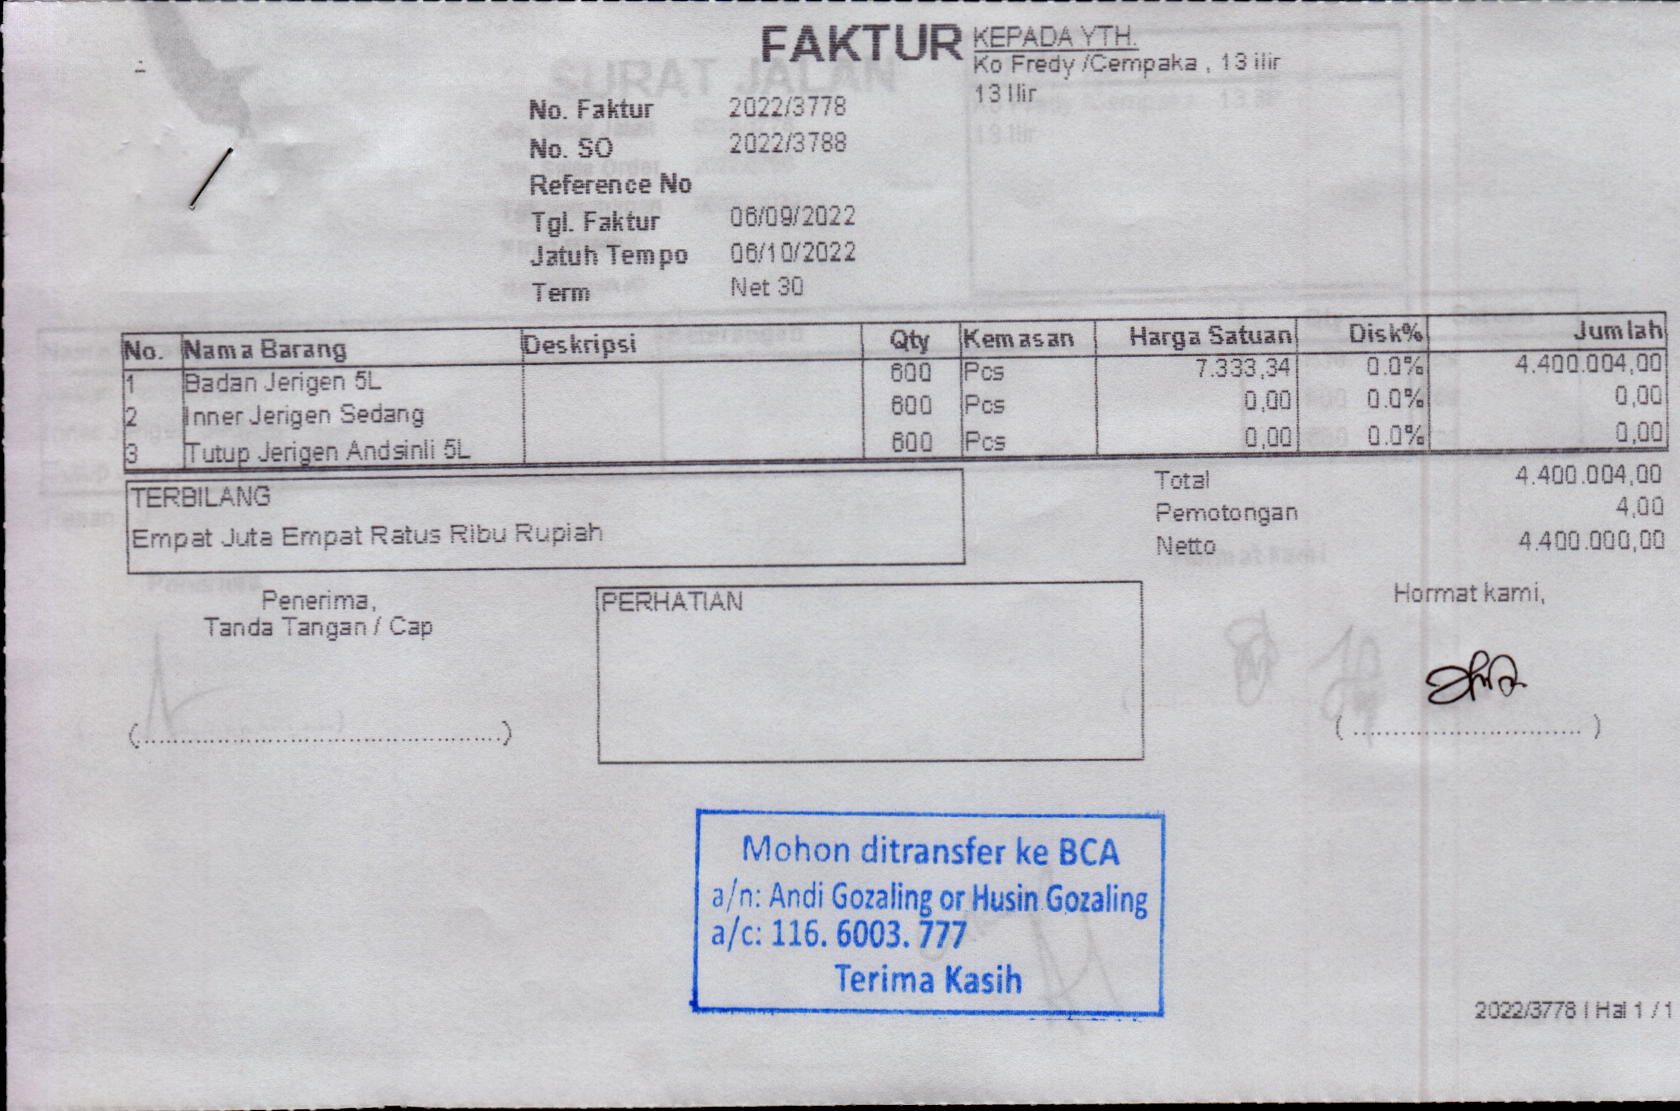 FAKTUR
KEPADA YTH.
Ko Fredy /Cempaka , 13 ilir
13 Ilir
No. Faktur 2022/3778
No. SO 2022/3788
Reference No
Tgl. Faktur 06/09/2022
Jatuh Tempo 06/10/2022
Term Net 30
No. Nama Barang Deskripsi Qty Kemasan Harga Satuan Disk% Jumlah
1 Badan Jerigen 5L 600 Pcs 7.333,34 0.0% 4.400.004,00
2 Inner Jerigen Sedang 600 Pcs 0,00 0.0% 0,00
3 Tutup Jerigen Andsinli 5L 600 Pcs 0,00 0.0% 0,00
TERBILANG
Empat Juta Empat Ratus Ribu Rupiah
Total 4.400.004,00
Pemotongan 4,00
Netto 4.400.000,00
Penerima,
Tanda Tangan / Cap
PERHATIAN
Hormat kami,
(..................................................)
( ............................ )
Mohon ditransfer ke BCA
a/n: Andi Gozaling or Husin Gozaling
a/c: 116. 6003. 777
Terima Kasih
2022/3778 | Hal 1 / 1